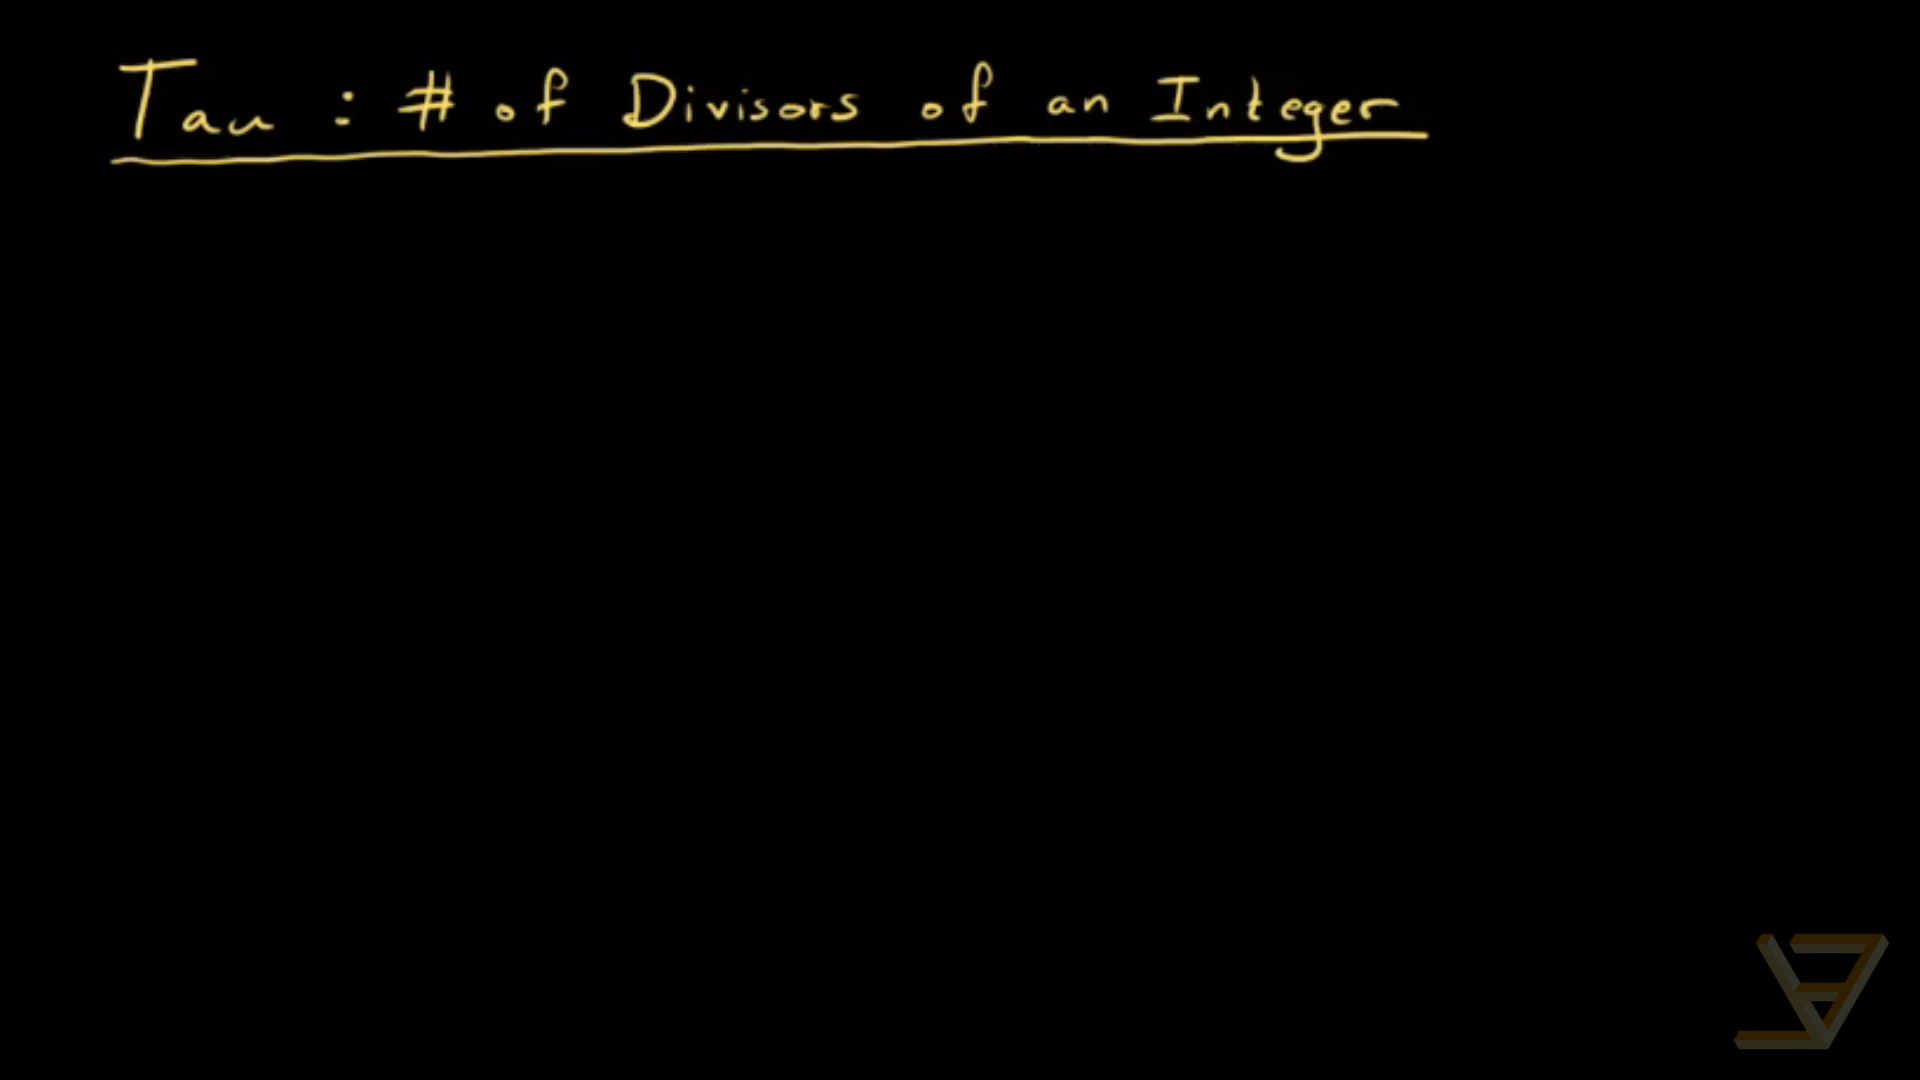 Tau : # of Divisors of an Integer